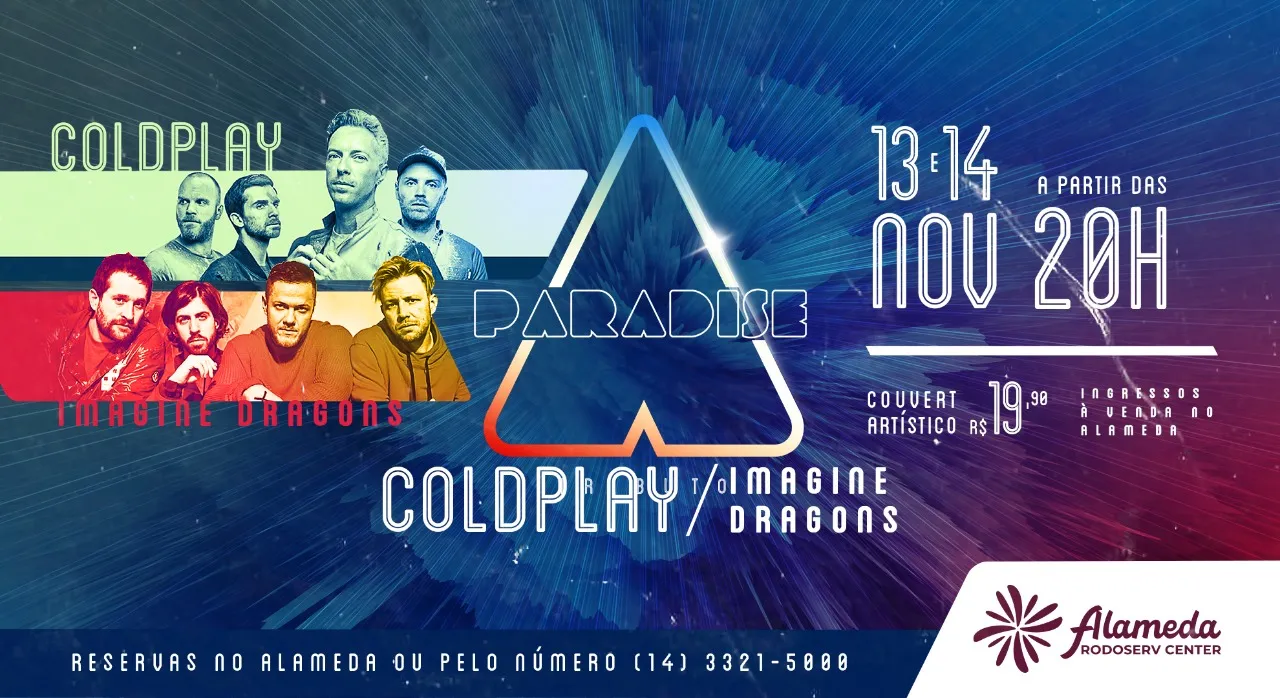 COLDPLAY
IMAGINE DRAGONS
PARADISE
COLDPLAY / IMAGINE
DRAGONS
13 E 14
NOV
A PARTIR DAS
20H
COUVERT
ARTÍSTICO R$ 19,90
INGRESSOS
À VENDA NO
ALAMEDA
RESERVAS NO ALAMEDA OU PELO NÚMERO (14) 3321-5000
Alameda
RODOSERV CENTER